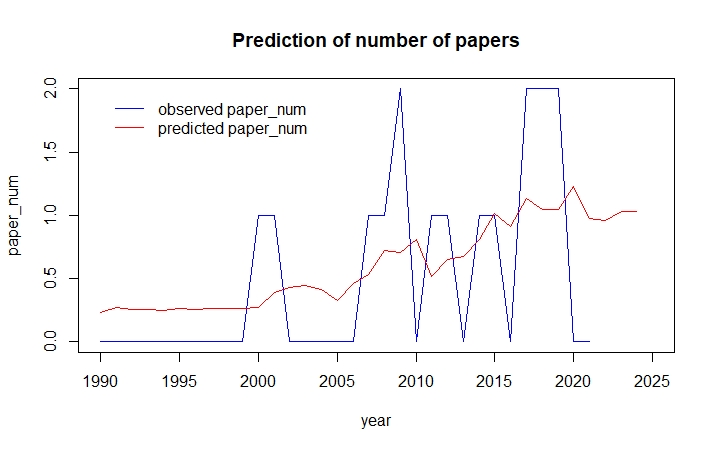 Prediction of number of papers
observed paper_num
predicted paper_num
paper_num
2.0
1.5
1.0
0.5
0.0
1990 1995 2000 2005 2010 2015 2020 2025
year